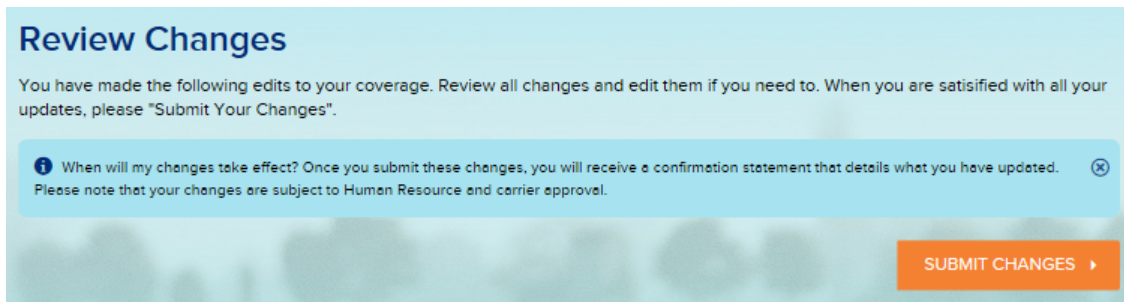 Review Changes
You have made the following edits to your coverage. Review all changes and edit them if you need to. When you are satisified with all your
updates, please "Submit Your Changes".
When will my changes take effect? Once you submit these changes, you will receive a confirmation statement that details what you have updated.
Please note that your changes are subject to Human Resource and carrier approval.
SUBMIT CHANGES